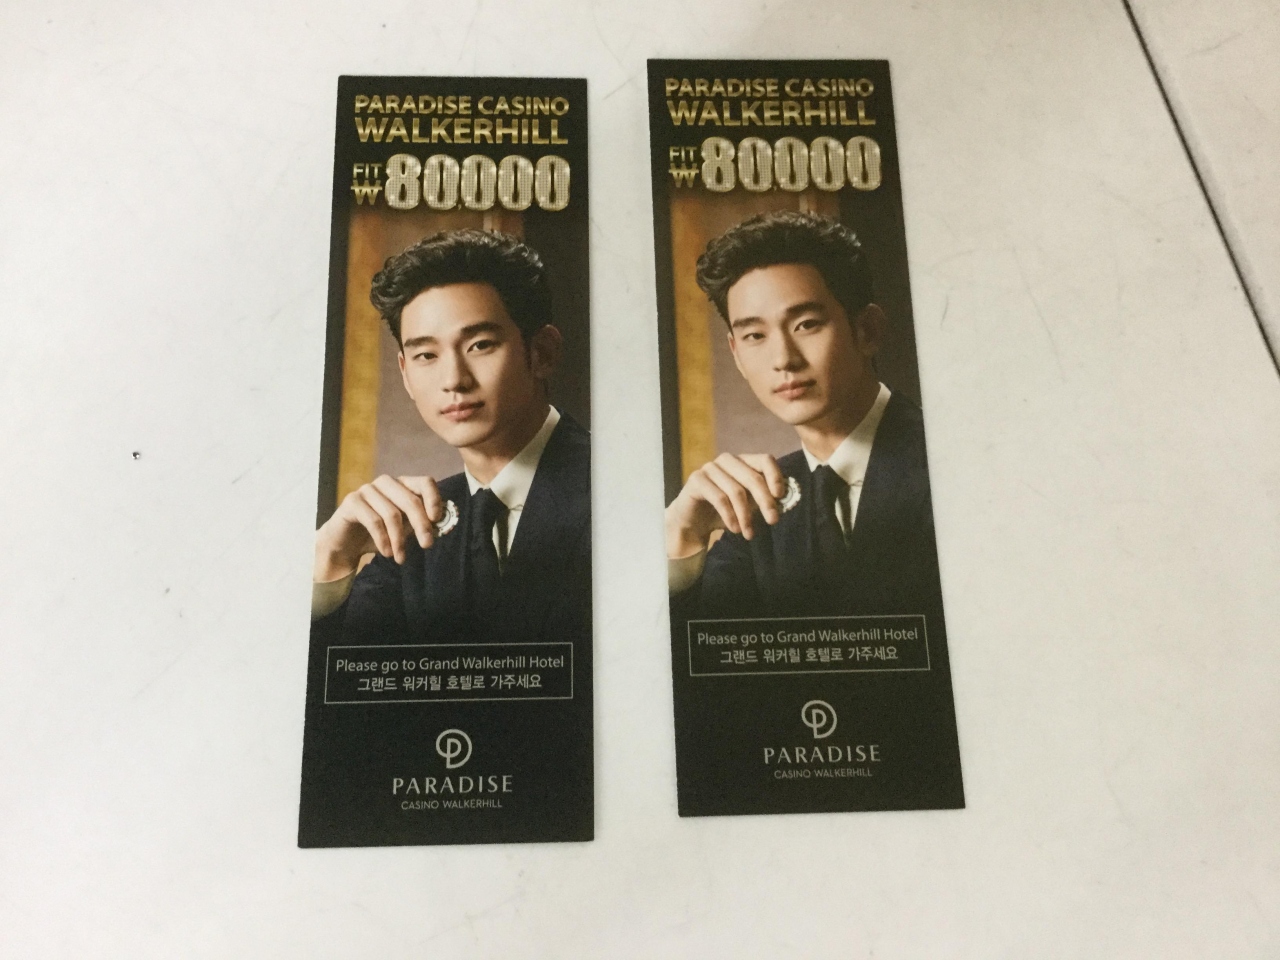 PARADISE CASINO
WALKERHILL
FIT
₩80,000
Please go to Grand Walkerhill Hotel
그랜드 워커힐 호텔로 가주세요
PARADISE
CASINO WALKERHILL
PARADISE CASINO
WALKERHILL
FIT
₩80,000
Please go to Grand Walkerhill Hotel
그랜드 워커힐 호텔로 가주세요
PARADISE
CASINO WALKERHILL